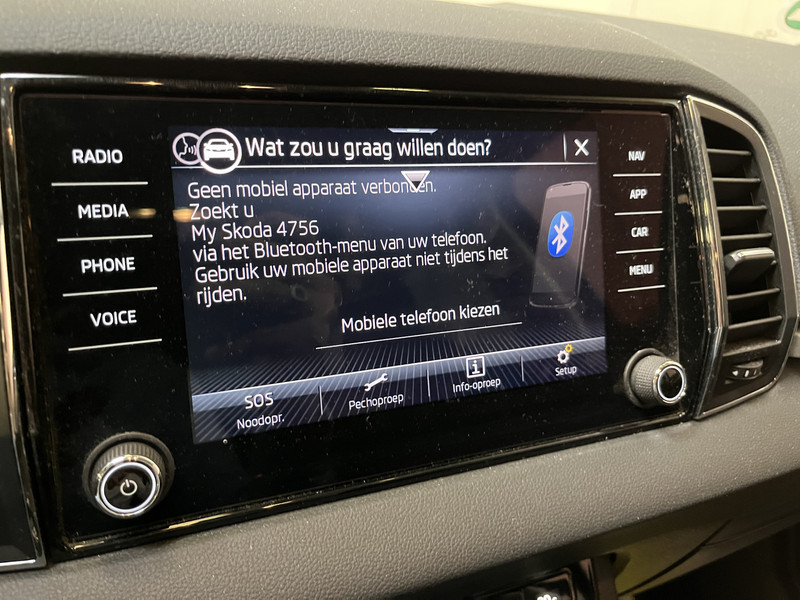 RADIO
MEDIA
PHONE
VOICE
Wat zou u graag willen doen?
Geen mobiel apparaat verbonden.
Zoekt u
My Skoda 4756
via het Bluetooth-menu van uw telefoon.
Gebruik uw mobiele apparaat niet tijdens het
rijden.
Mobiele telefoon kiezen
SOS
Noodopr.
Pechoproep
Info-oproep
Setup
NAV
APP
CAR
MENU